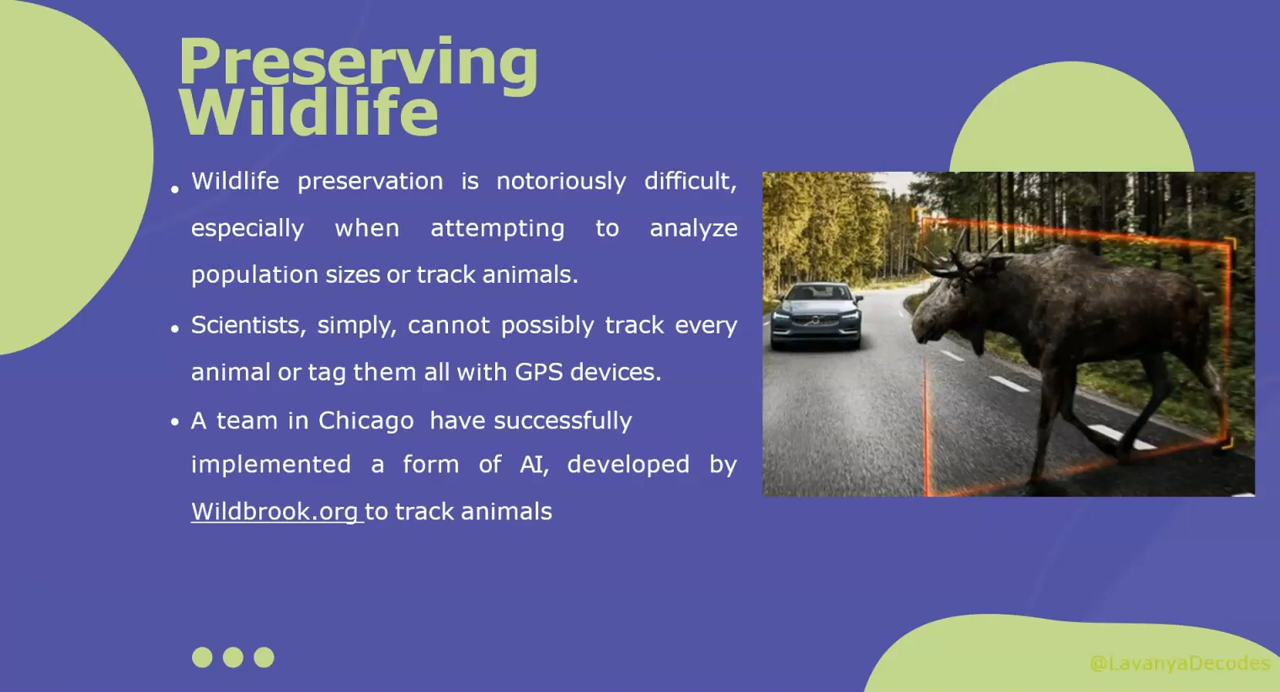 Preserving
Wildlife
• Wildlife preservation is notoriously difficult,
especially when attempting to analyze
population sizes or track animals.
• Scientists, simply, cannot possibly track every
animal or tag them all with GPS devices.
• A team in Chicago have successfully
implemented a form of AI, developed by
Wildbrook.org to track animals
@LavanyaDecodes